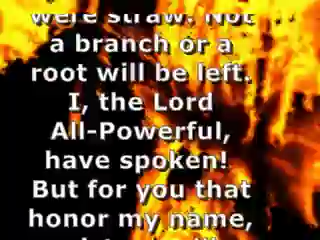 were straw. Not
a branch or a
root will be left.
I, the Lord
All-Powerful,
have spoken!
But for you that
honor my name,